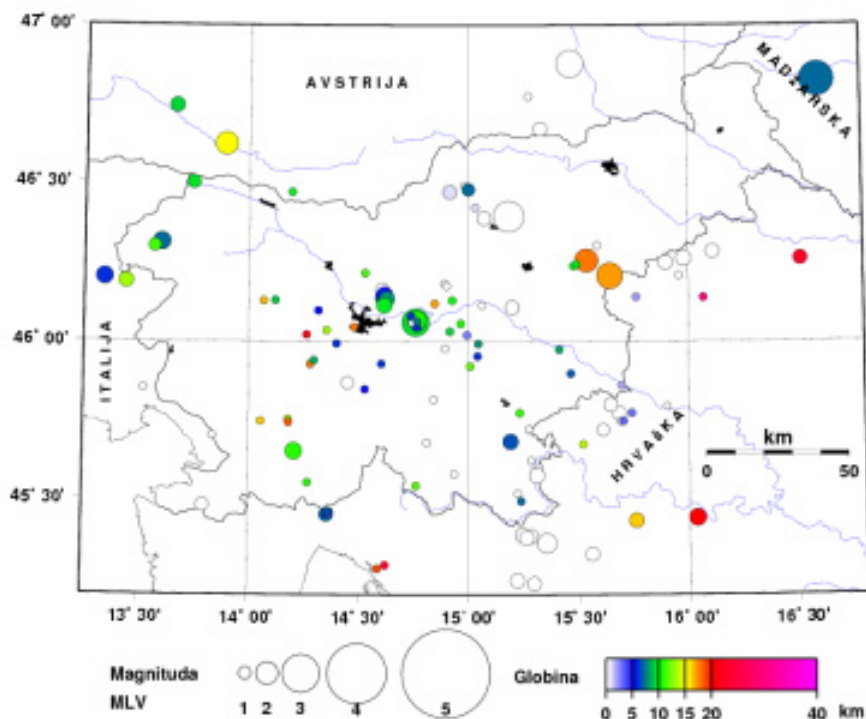 47° 00'
AVSTRIJA
MADžARSKA
46° 30'
46° 00'
ITALIJA
HRVAšKA
km
0 50
45° 30'
13° 30' 14° 00' 14° 30' 15° 00' 15° 30' 16° 00' 16° 30'
Magnituda
MLV
1 2 3 4 5
Globina
0 5 10 15 20 40 km